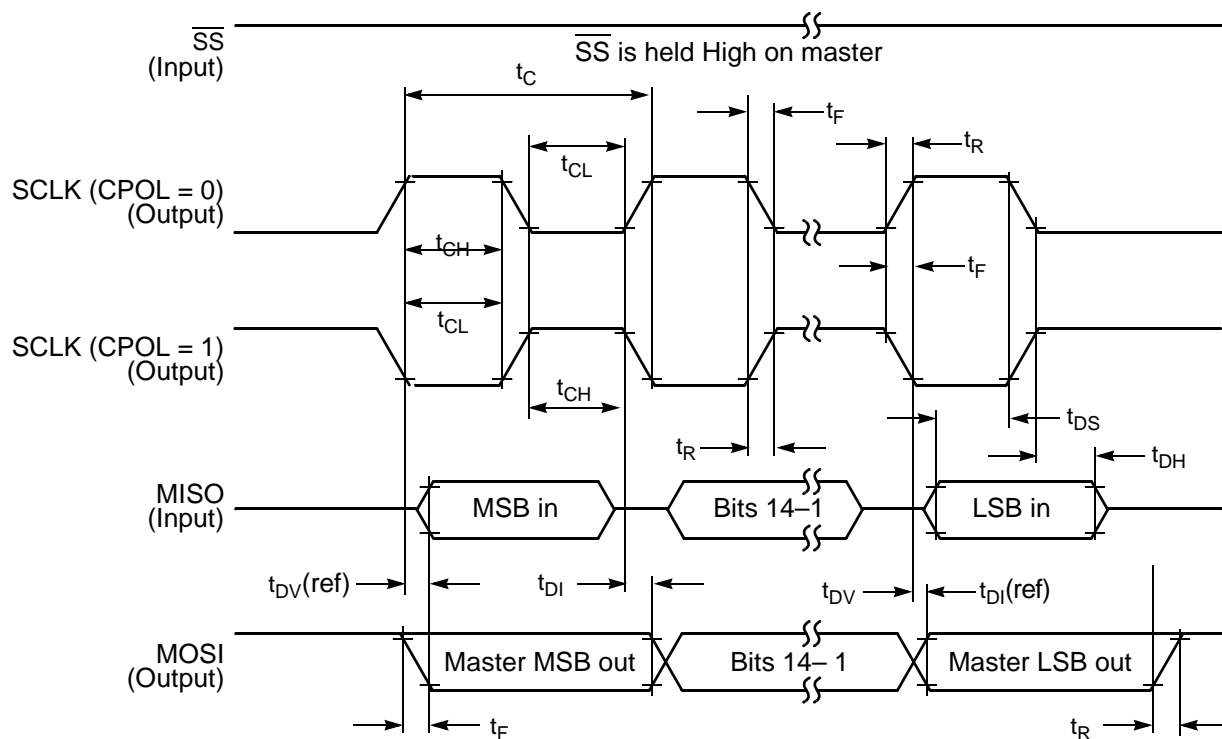 SS
(Input)
SS is held High on master
tC
tF
tR
tCL
SCLK (CPOL = 0)
(Output)
tCH
tF
tCL
SCLK (CPOL = 1)
(Output)
tCH
tDS
tR
tDH
MISO
(Input)
MSB in
Bits 14–1
LSB in
tDV(ref)
tDI
tDV
tDI(ref)
MOSI
(Output)
Master MSB out
Bits 14– 1
Master LSB out
tF
tR